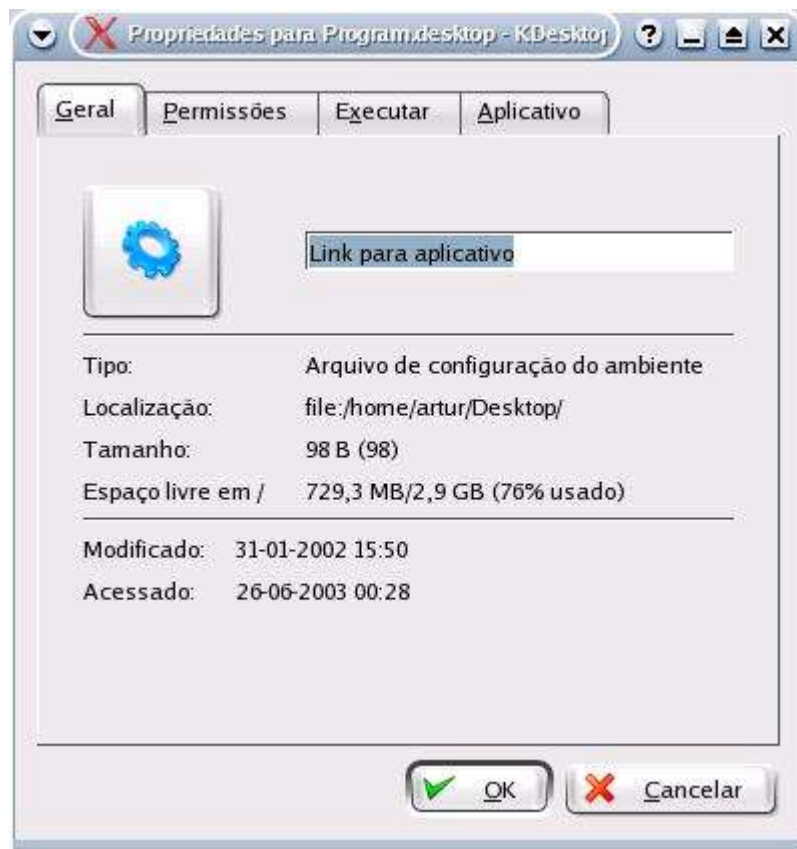 Propriedades para Program.desktop - KDesktop
Geral Permissões Executar Aplicativo
Link para aplicativo
Tipo: Arquivo de configuração do ambiente
Localização: file:/home/artur/Desktop/
Tamanho: 98 B (98)
Espaço livre em / 729,3 MB/2,9 GB (76% usado)
Modificado: 31-01-2002 15:50
Acessado: 26-06-2003 00:28
OK Cancelar